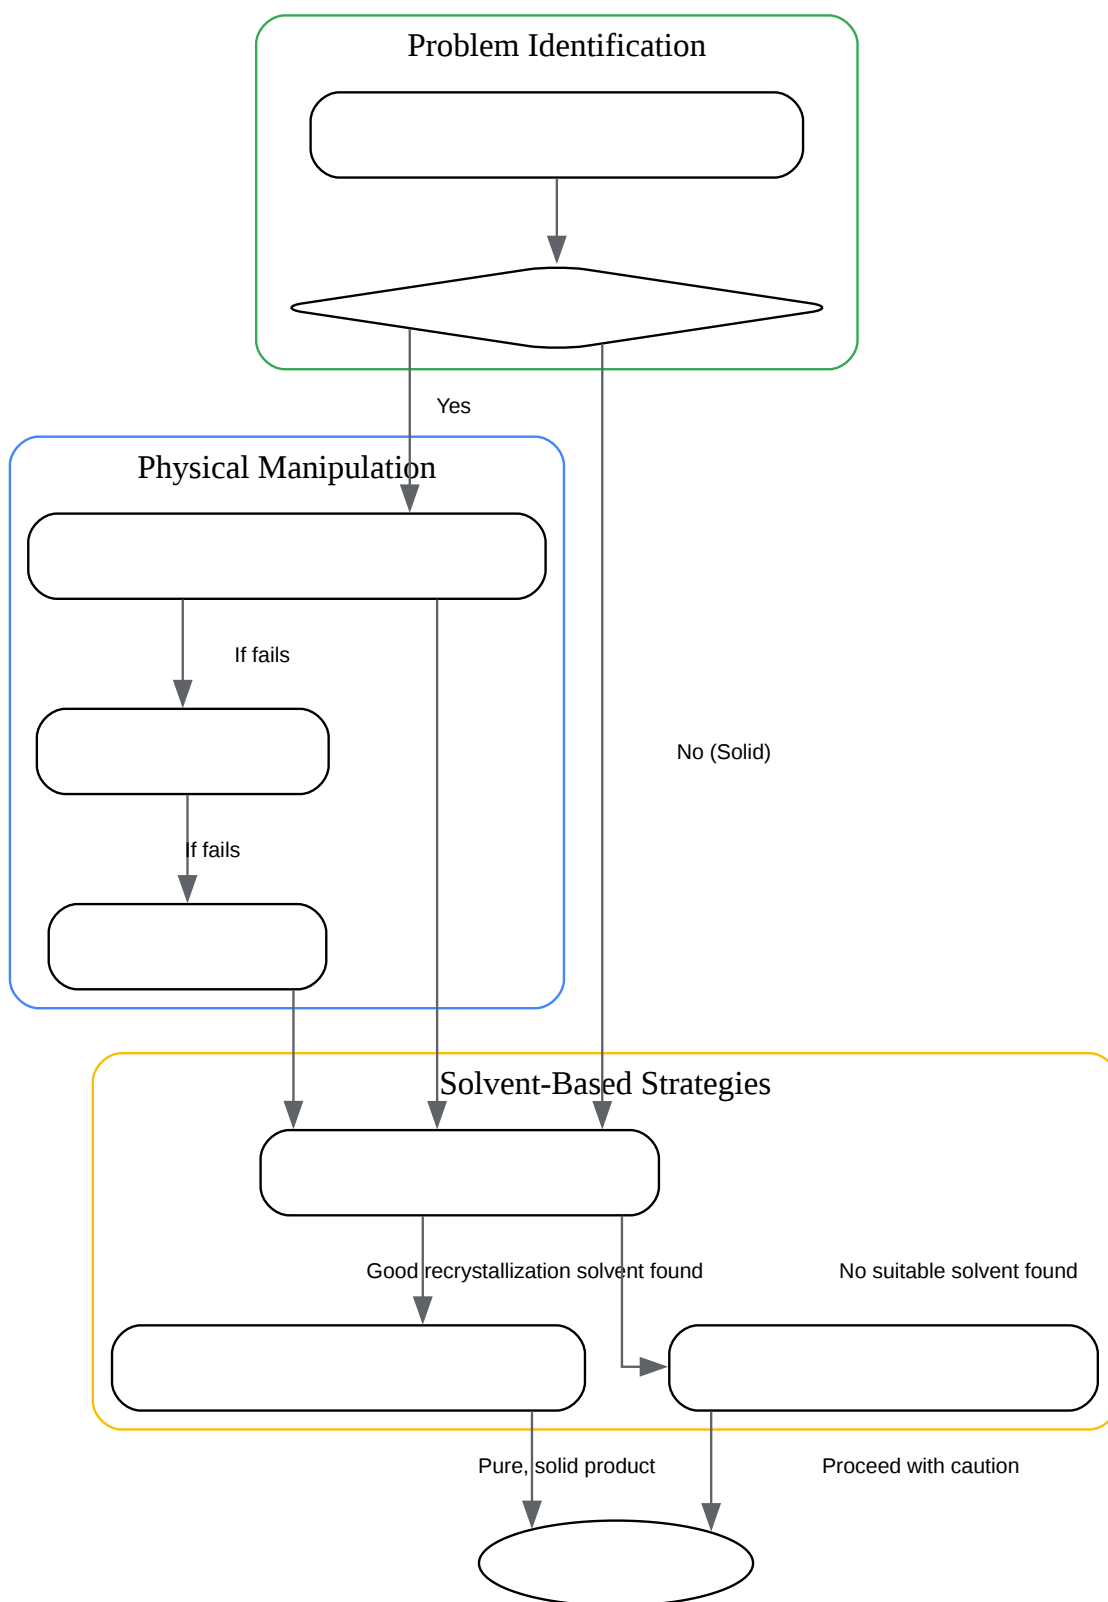 Problem Identification
Yes
Physical Manipulation
If fails
No (Solid)
If fails
Solvent-Based Strategies
Good recrystallization solvent found
No suitable solvent found
Pure, solid product
Proceed with caution